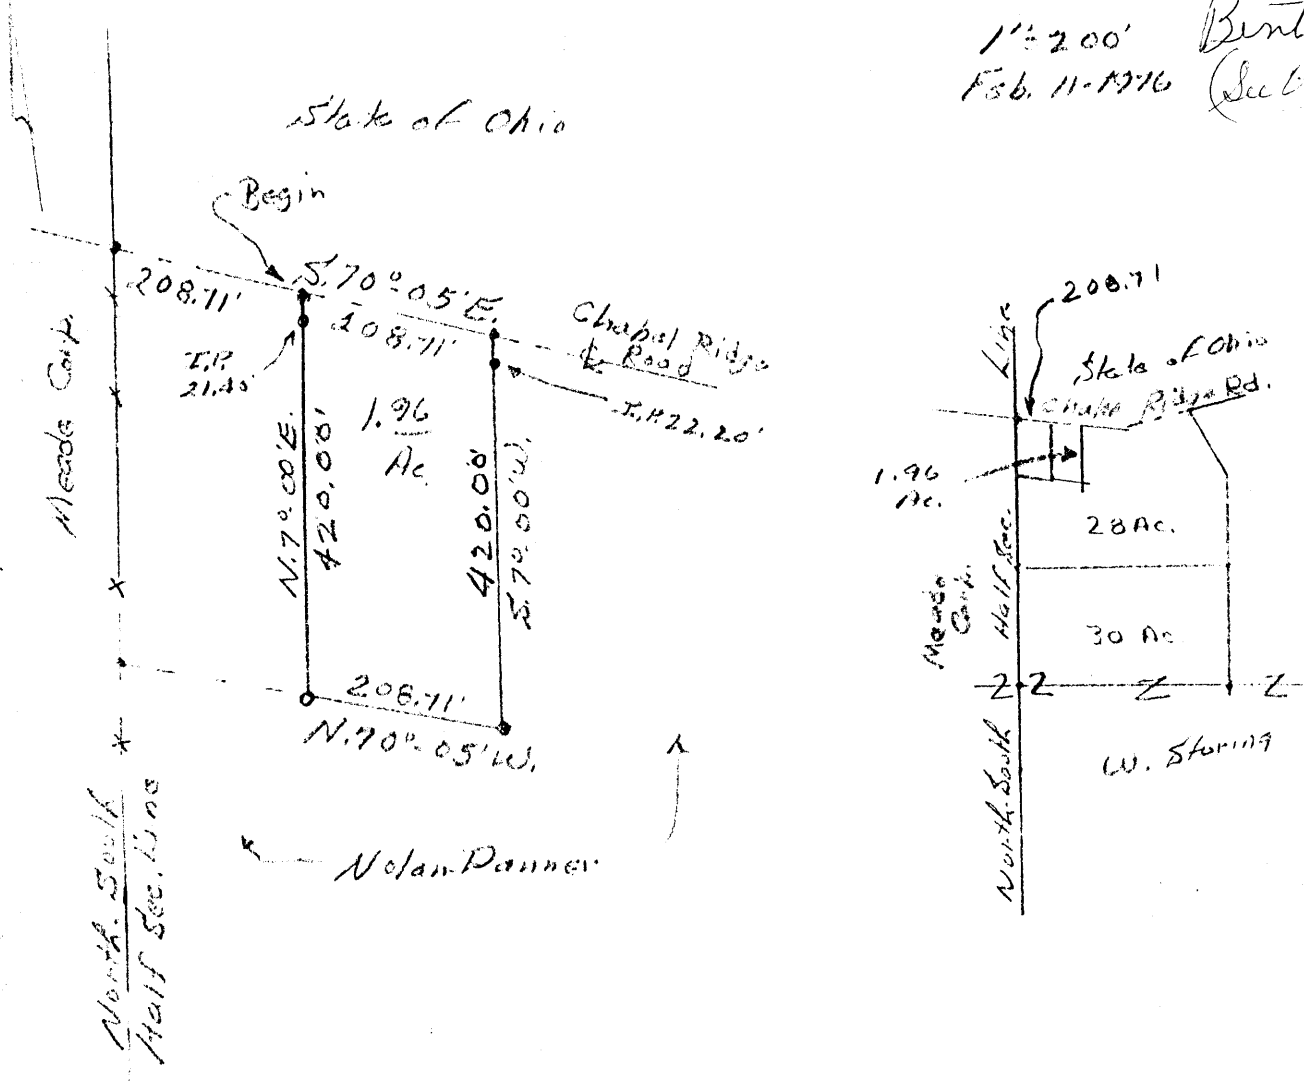 1"=200'
Feb. 11-1976
State of Ohio
Begin
208.71'
S.70°-05'E.
208.71'
Chapel Ridge
Road
I.P.
21.40'
I.P. 22.20'
Meade Corp.
1.96
Ac.
N.7°-00'E.
420.00'
420.00'
S.7°-00'W.
208.71'
N.70°-05'W.
Nolan Danner
North-South
Half Sec. Line
208.71
Line
State of Ohio
Ridge Rd.
1.96
Ac.
28 Ac.
Meade
Corp.
Half Sec.
30 Ac.
North-South
W. Storing